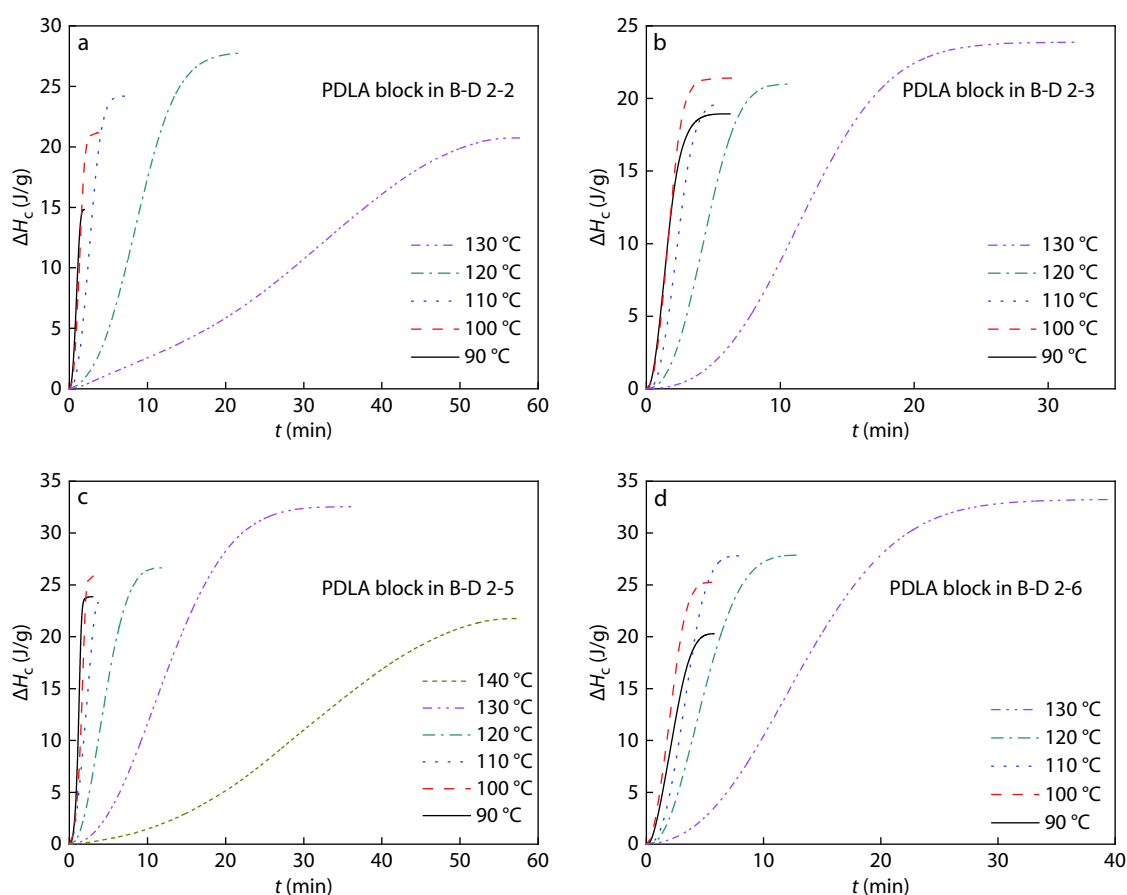 a
PDLA block in B-D 2-2
30
25
20
15
10
5
0
ΔHc (J/g)
130 °C
120 °C
110 °C
100 °C
90 °C
0 10 20 30 40 50 60
t (min)
b
PDLA block in B-D 2-3
25
20
15
10
5
0
ΔHc (J/g)
130 °C
120 °C
110 °C
100 °C
90 °C
0 10 20 30
t (min)
c
PDLA block in B-D 2-5
35
30
25
20
15
10
5
0
ΔHc (J/g)
140 °C
130 °C
120 °C
110 °C
100 °C
90 °C
0 10 20 30 40 50 60
t (min)
d
PDLA block in B-D 2-6
35
30
25
20
15
10
5
0
ΔHc (J/g)
130 °C
120 °C
110 °C
100 °C
90 °C
0 10 20 30 40
t (min)